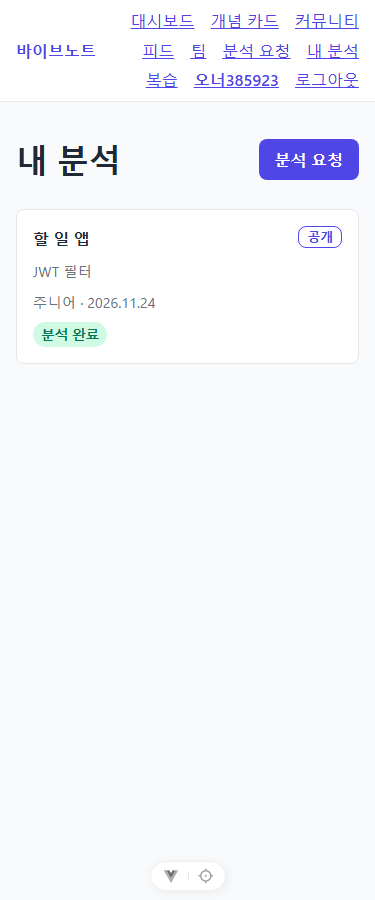 대시보드 개념 카드 커뮤니티
바이브노트 피드 팀 분석 요청 내 분석
복습 오너385923 로그아웃
내 분석 분석 요청
할 일 앱 공개
JWT 필터
주니어 · 2026.11.24
분석 완료